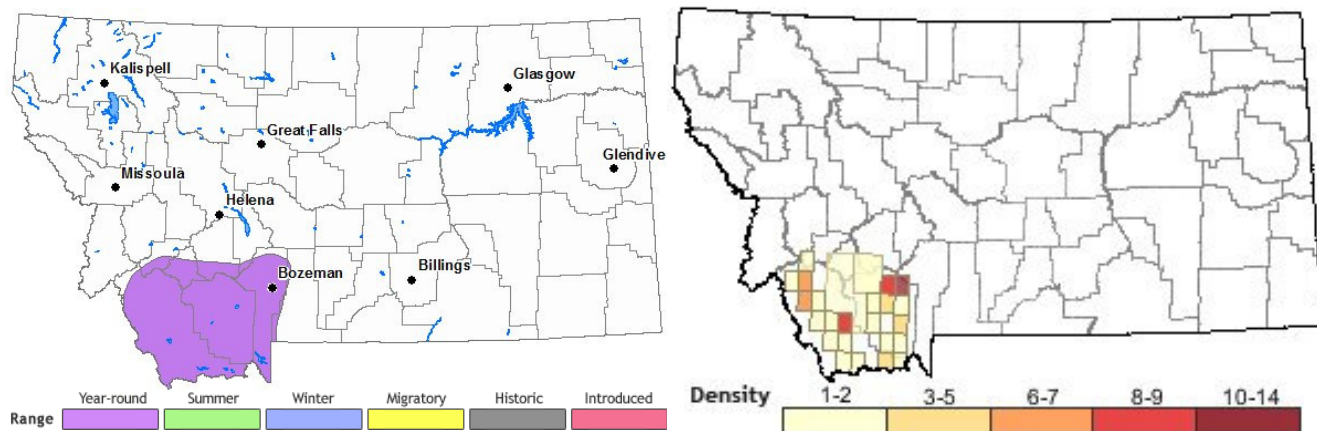 Kalispell
Glasgow
Great Falls
Glendive
Missoula
Helena
Bozeman
Billings
Range Year-round Summer Winter Migratory Historic Introduced
Density 1-2 3-5 6-7 8-9 10-14